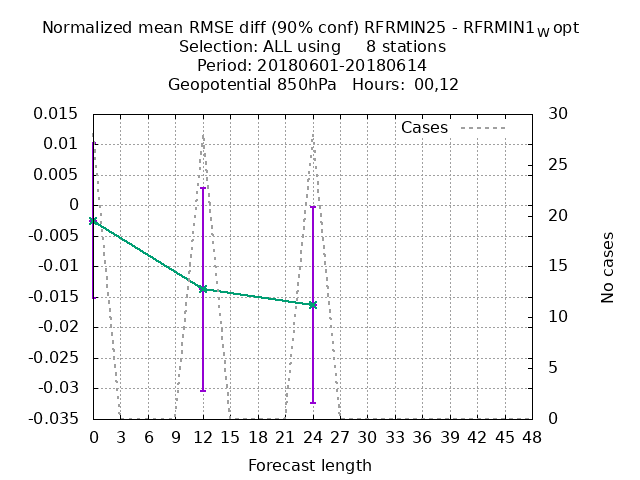 Normalized mean RMSE diff (90% conf) RFRMIN25 - RFRMIN1W opt
Selection: ALL using 8 stations
Period: 20180601-20180614
Geopotential 850hPa Hours: 00,12
Cases
0.015
0.01
0.005
0
-0.005
-0.01
-0.015
-0.02
-0.025
-0.03
-0.035
30
25
20
15
10
5
0
No cases
0 3 6 9 12 15 18 21 24 27 30 33 36 39 42 45 48
Forecast length